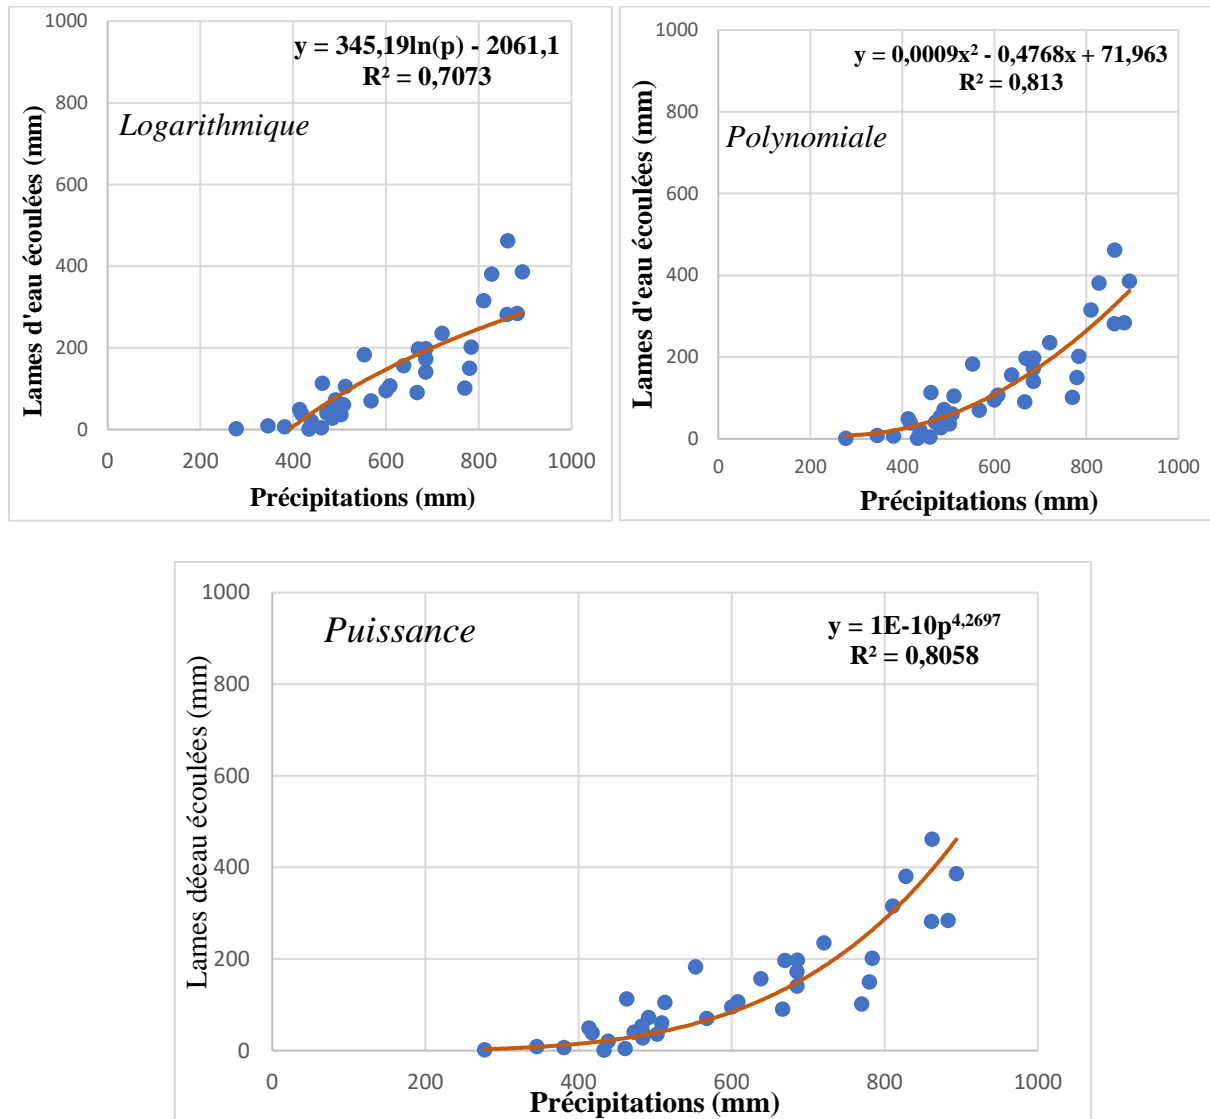 y = 345,19ln(p) - 2061,1
R² = 0,7073
Logarithmique
Lames d'eau écoulées (mm)
1000
800
600
400
200
0
0 200 400 600 800 1000
Précipitations (mm)
y = 0,0009x² - 0,4768x + 71,963
R² = 0,813
Polynomiale
Lames d'eau écoulées (mm)
1000
800
600
400
200
0
0 200 400 600 800 1000
Précipitations (mm)
y = 1E-10p⁴,²⁶⁹⁷
R² = 0,8058
Puissance
Lames déeau écoulées (mm)
1000
800
600
400
200
0
0 200 400 600 800 1000
Précipitations (mm)